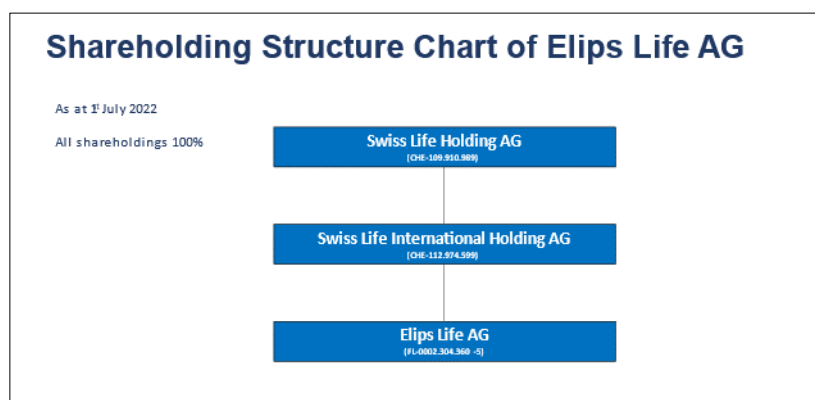 Shareholding Structure Chart of Elips Life AG
As at 1st July 2022
All shareholdings 100%
Swiss Life Holding AG
(CHE-109.910.989)
Swiss Life International Holding AG
(CHE-112.974.599)
Elips Life AG
(FL-0002.304.360 -5)